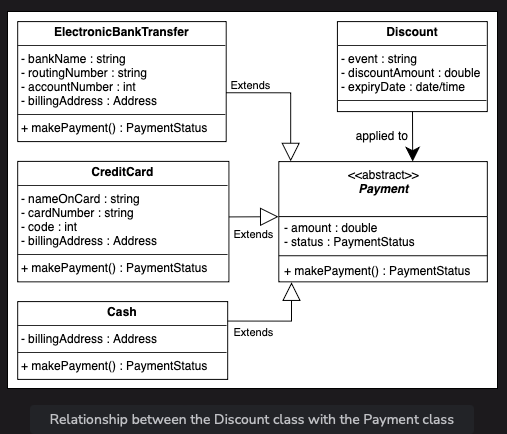 ElectronicBankTransfer
- bankName : string
- routingNumber : string
- accountNumber : int
- billingAddress : Address
+ makePayment() : PaymentStatus
Extends
Discount
- event : string
- discountAmount : double
- expiryDate : date/time
applied to
CreditCard
- nameOnCard : string
- cardNumber : string
- code : int
- billingAddress : Address
+ makePayment() : PaymentStatus
Extends
<<abstract>>
Payment
- amount : double
- status : PaymentStatus
+ makePayment() : PaymentStatus
Cash
- billingAddress : Address
+ makePayment() : PaymentStatus
Extends
Relationship between the Discount class with the Payment class